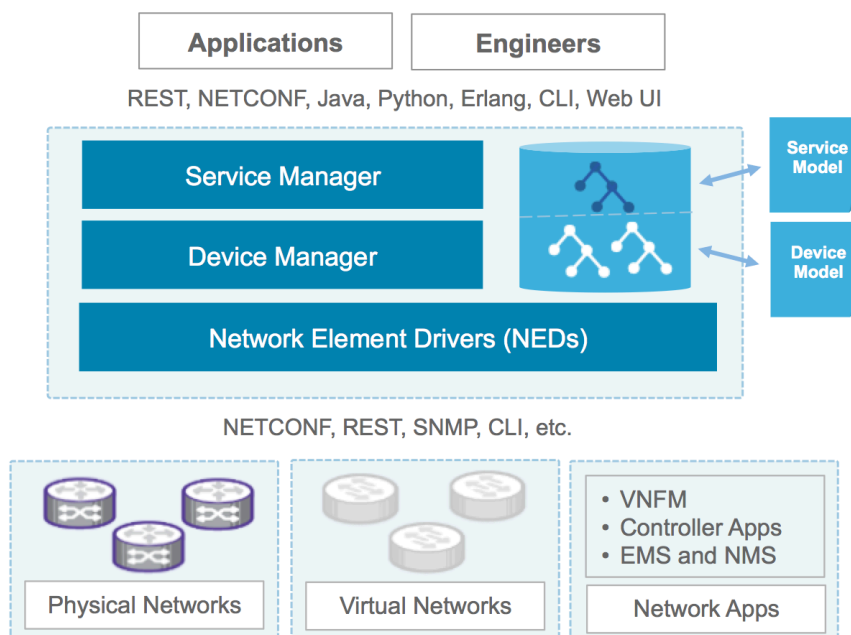 Applications
Engineers
REST, NETCONF, Java, Python, Erlang, CLI, Web UI
Service Manager
Service
Model
Device Manager
Device
Model
Network Element Drivers (NEDs)
NETCONF, REST, SNMP, CLI, etc.
• VNFM
• Controller Apps
• EMS and NMS
Physical Networks
Virtual Networks
Network Apps